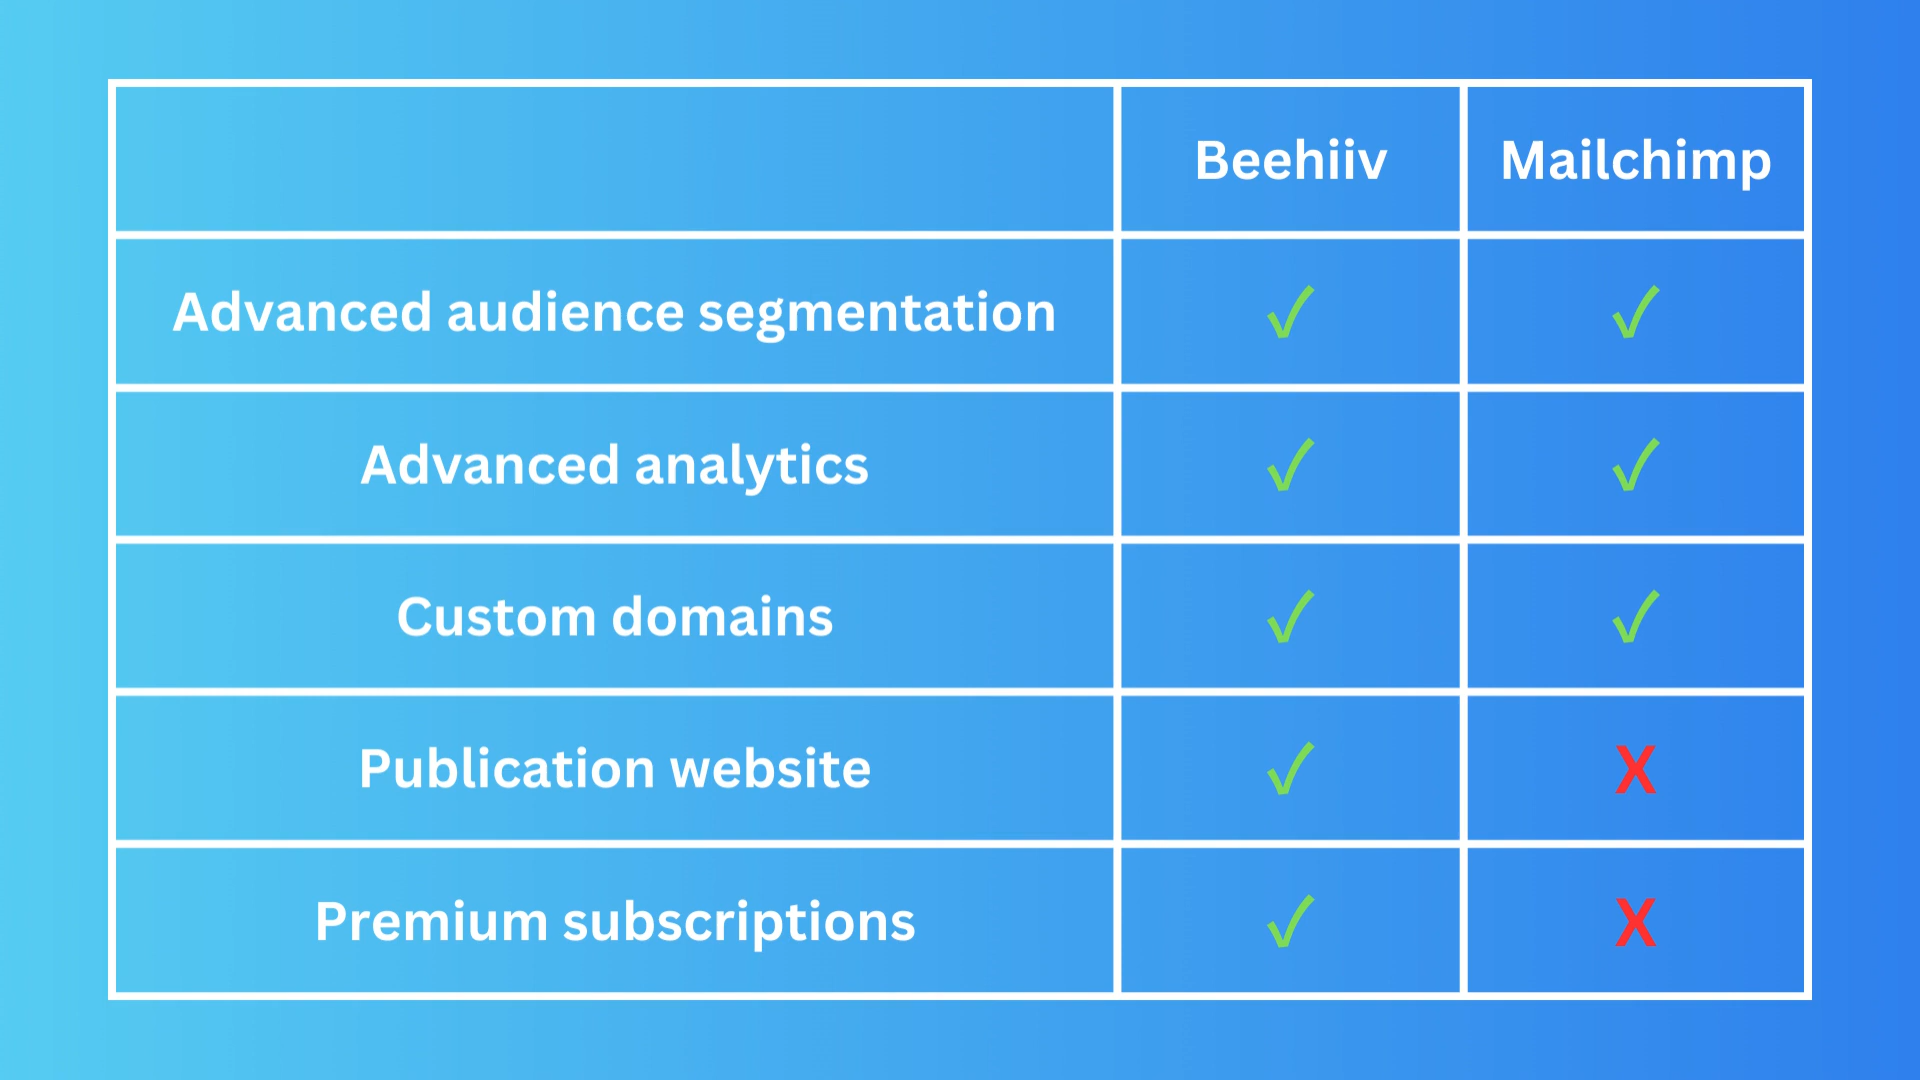 Beehiiv Mailchimp
Advanced audience segmentation ✓ ✓
Advanced analytics ✓ ✓
Custom domains ✓ ✓
Publication website ✓ X
Premium subscriptions ✓ X